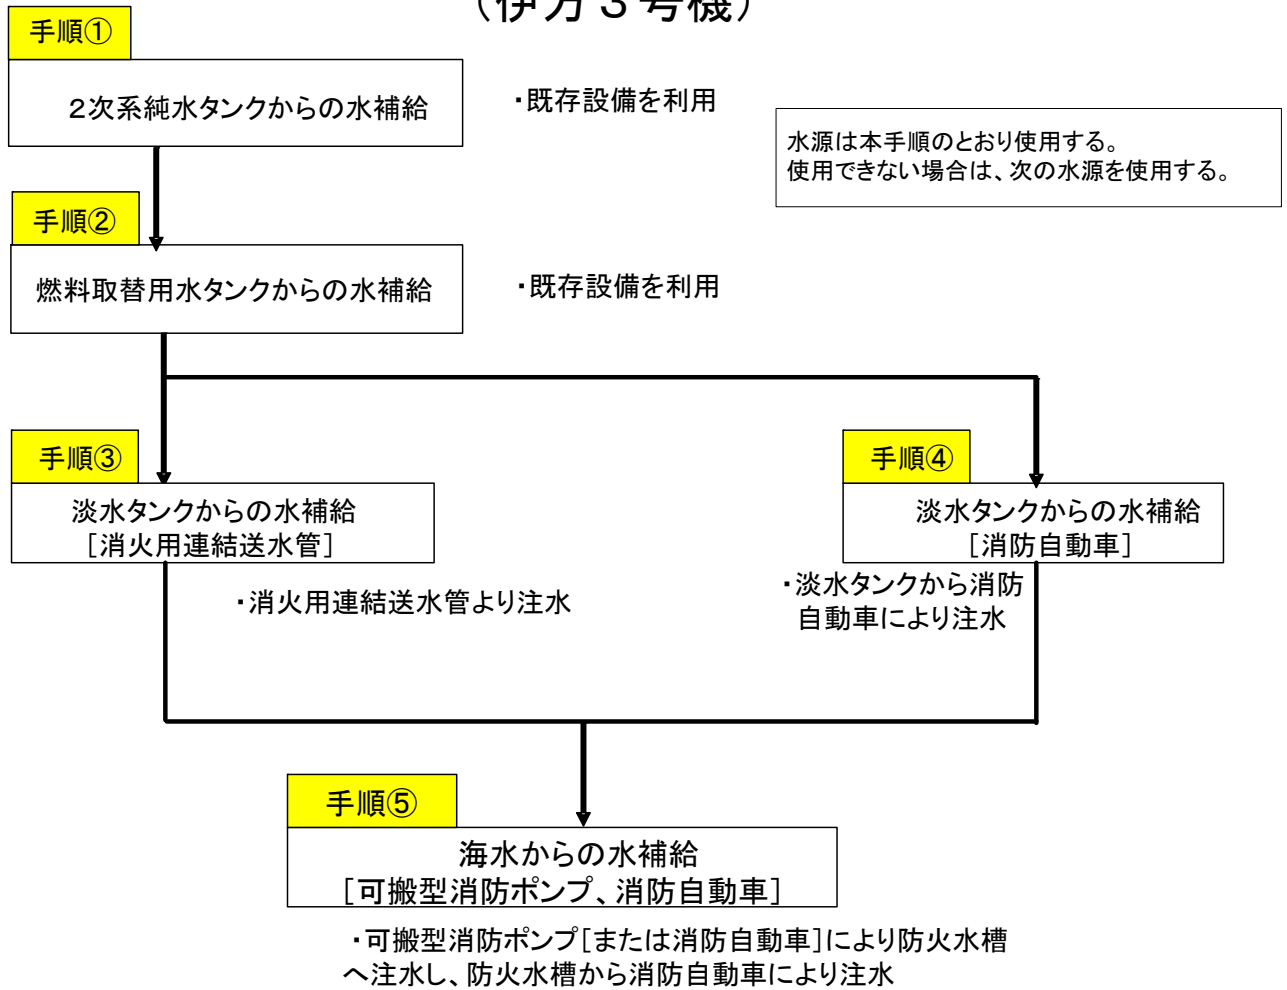 （伊方３号機）
手順①
２次系純水タンクからの水補給
・既存設備を利用
水源は本手順のとおり使用する。
使用できない場合は、次の水源を使用する。
手順②
燃料取替用水タンクからの水補給
・既存設備を利用
手順③
淡水タンクからの水補給
［消火用連結送水管］
・消火用連結送水管より注水
手順④
淡水タンクからの水補給
［消防自動車］
・淡水タンクから消防
自動車により注水
手順⑤
海水からの水補給
［可搬型消防ポンプ、消防自動車］
・可搬型消防ポンプ［または消防自動車］により防火水槽
へ注水し、防火水槽から消防自動車により注水